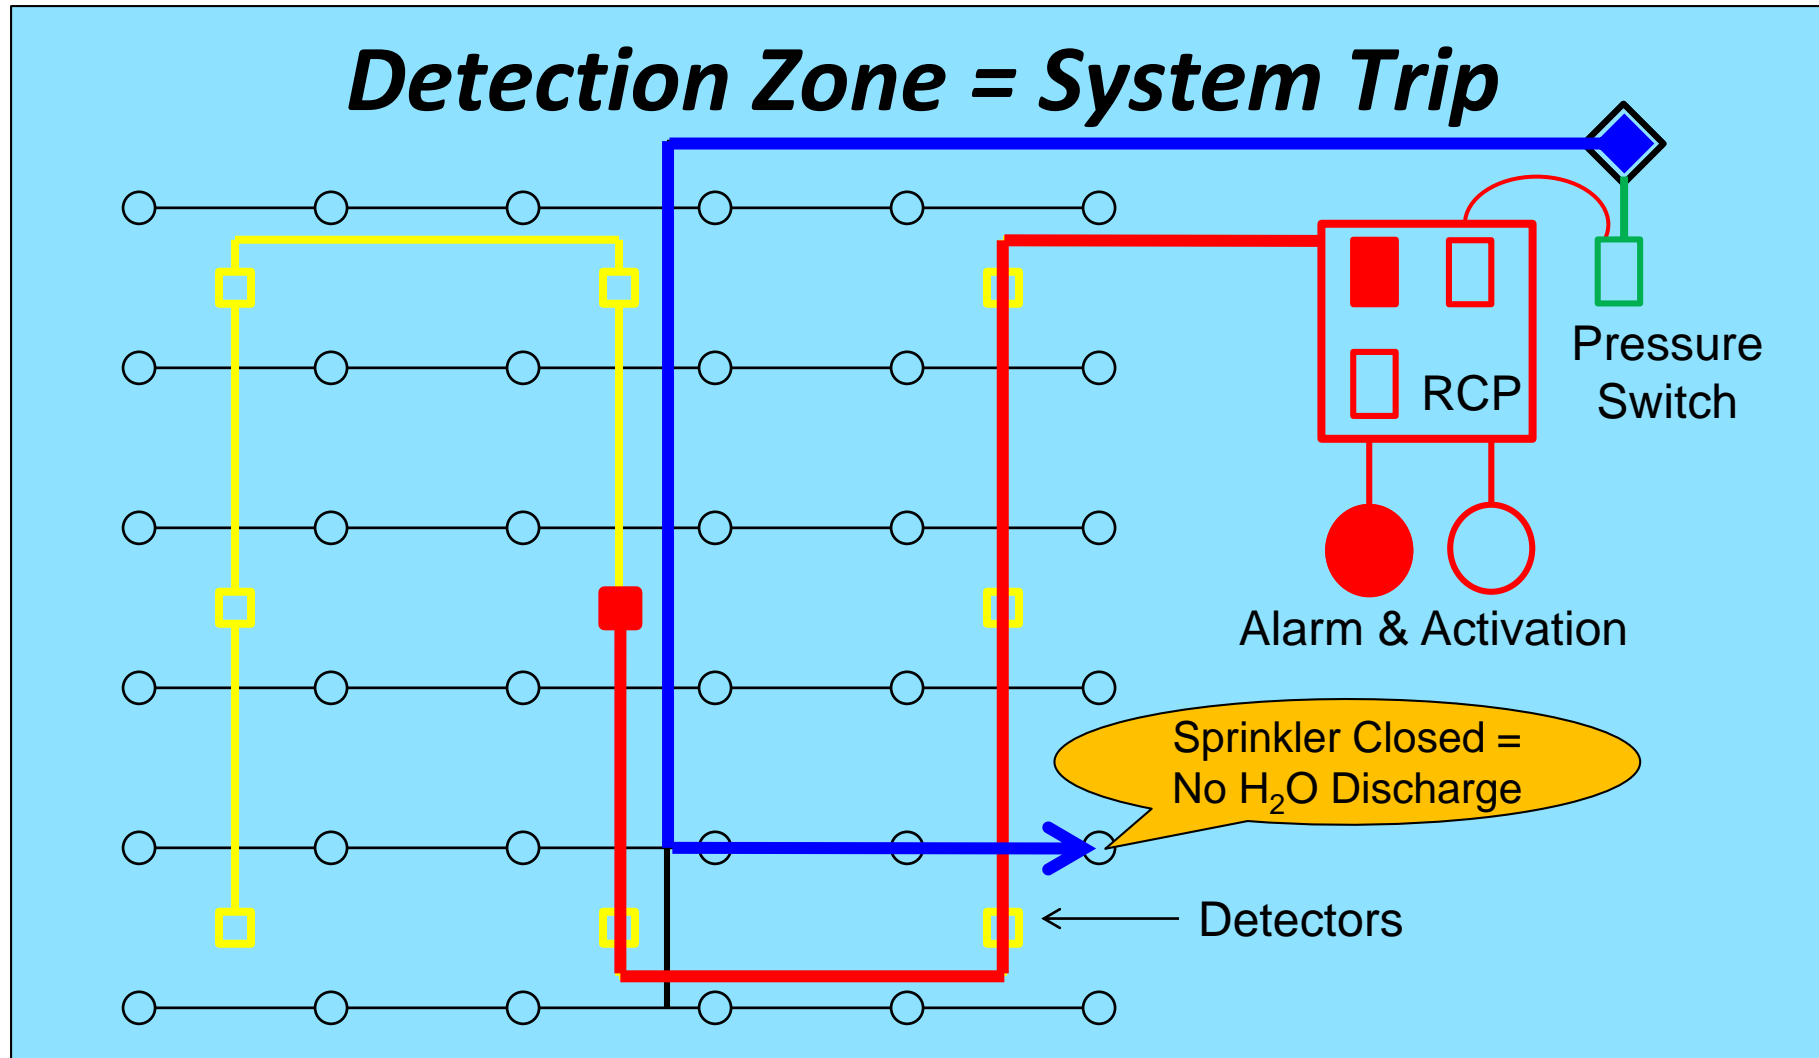 Detection Zone = System Trip
Pressure
Switch
RCP
Alarm & Activation
Sprinkler Closed =
No H₂O Discharge
Detectors